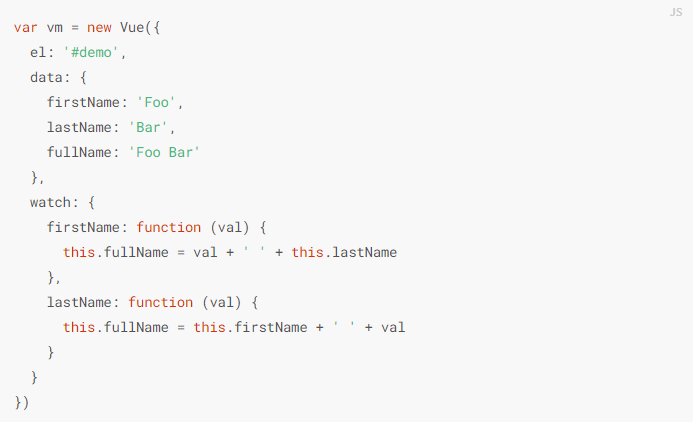 JS
var vm = new Vue({
  el: '#demo',
  data: {
    firstName: 'Foo',
    lastName: 'Bar',
    fullName: 'Foo Bar'
  },
  watch: {
    firstName: function (val) {
      this.fullName = val + ' ' + this.lastName
    },
    lastName: function (val) {
      this.fullName = this.firstName + ' ' + val
    }
  }
})